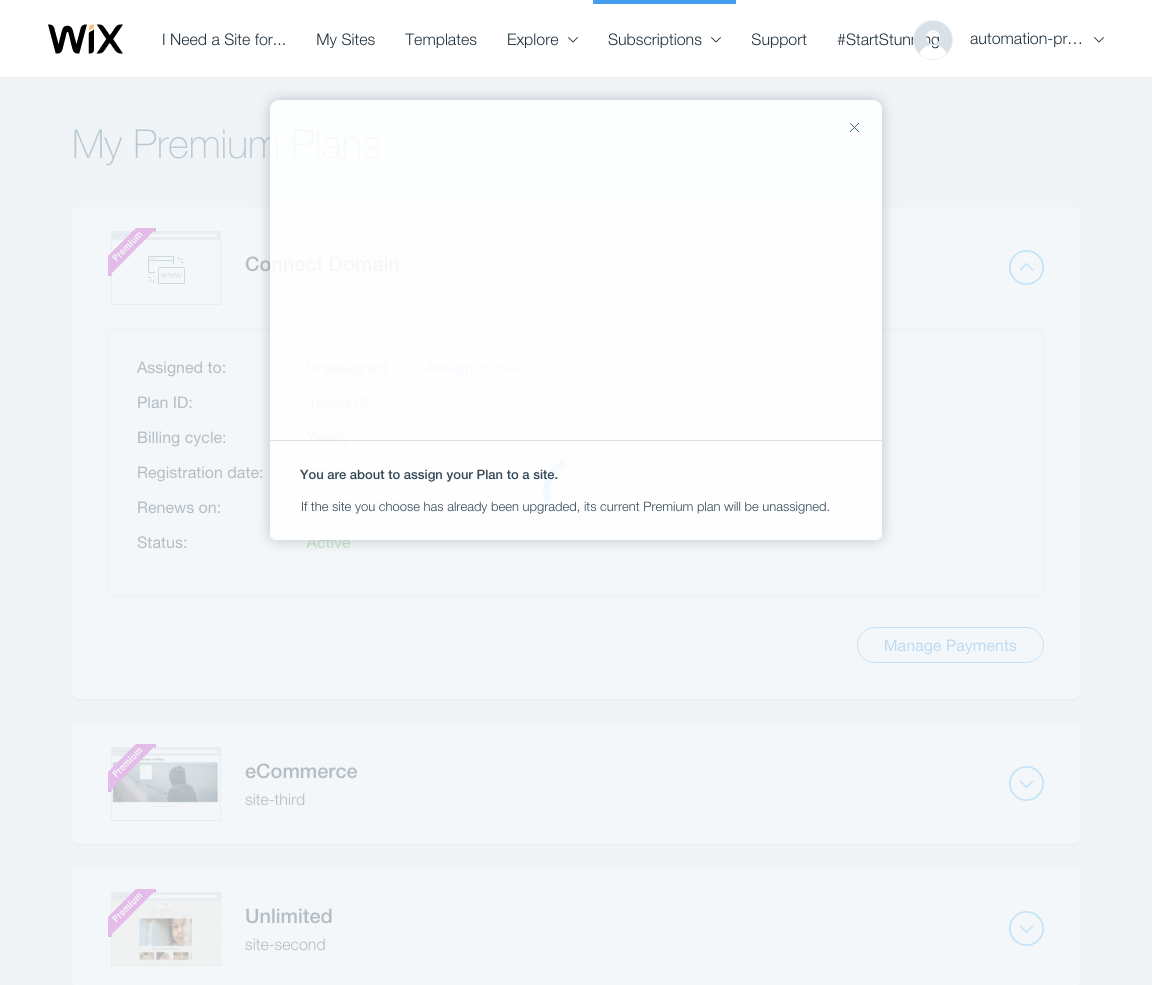 WiX
I Need a Site for... My Sites Templates Explore Subscriptions Support #StartStunning automation-pr...
My Premium Plans
Premium
WWW
Connect Domain
Assigned to: Unassigned Assign to site
Plan ID:
Billing cycle:
Registration date:
Renews on:
Status: Active
You are about to assign your Plan to a site.
If the site you choose has already been upgraded, its current Premium plan will be unassigned.
Manage Payments
Premium
eCommerce
site-third
Premium
Unlimited
site-second